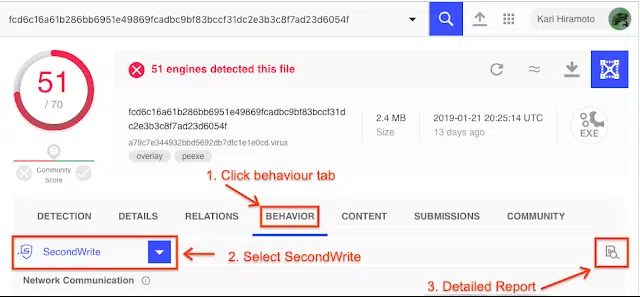 fcd6c16a61b286bb6951e49869fcadbc9bf83bccf31dc2e3b3c8f7ad23d6054f
Karl Hiramoto
51
/ 70
51 engines detected this file
fcd6c16a61b286bb6951e49869fcadbc9bf83bccf31d
c2e3b3c8f7ad23d6054f
a79c7e344932bbd5692db7dfc1e1e0cd.virus
overlay peexe
2.4 MB
Size
2019-01-21 20:25:14 UTC
13 days ago
EXE
Community
Score
1. Click behaviour tab
DETECTION DETAILS RELATIONS BEHAVIOR CONTENT SUBMISSIONS COMMUNITY
SecondWrite
2. Select SecondWrite
Network Communication
3. Detailed Report